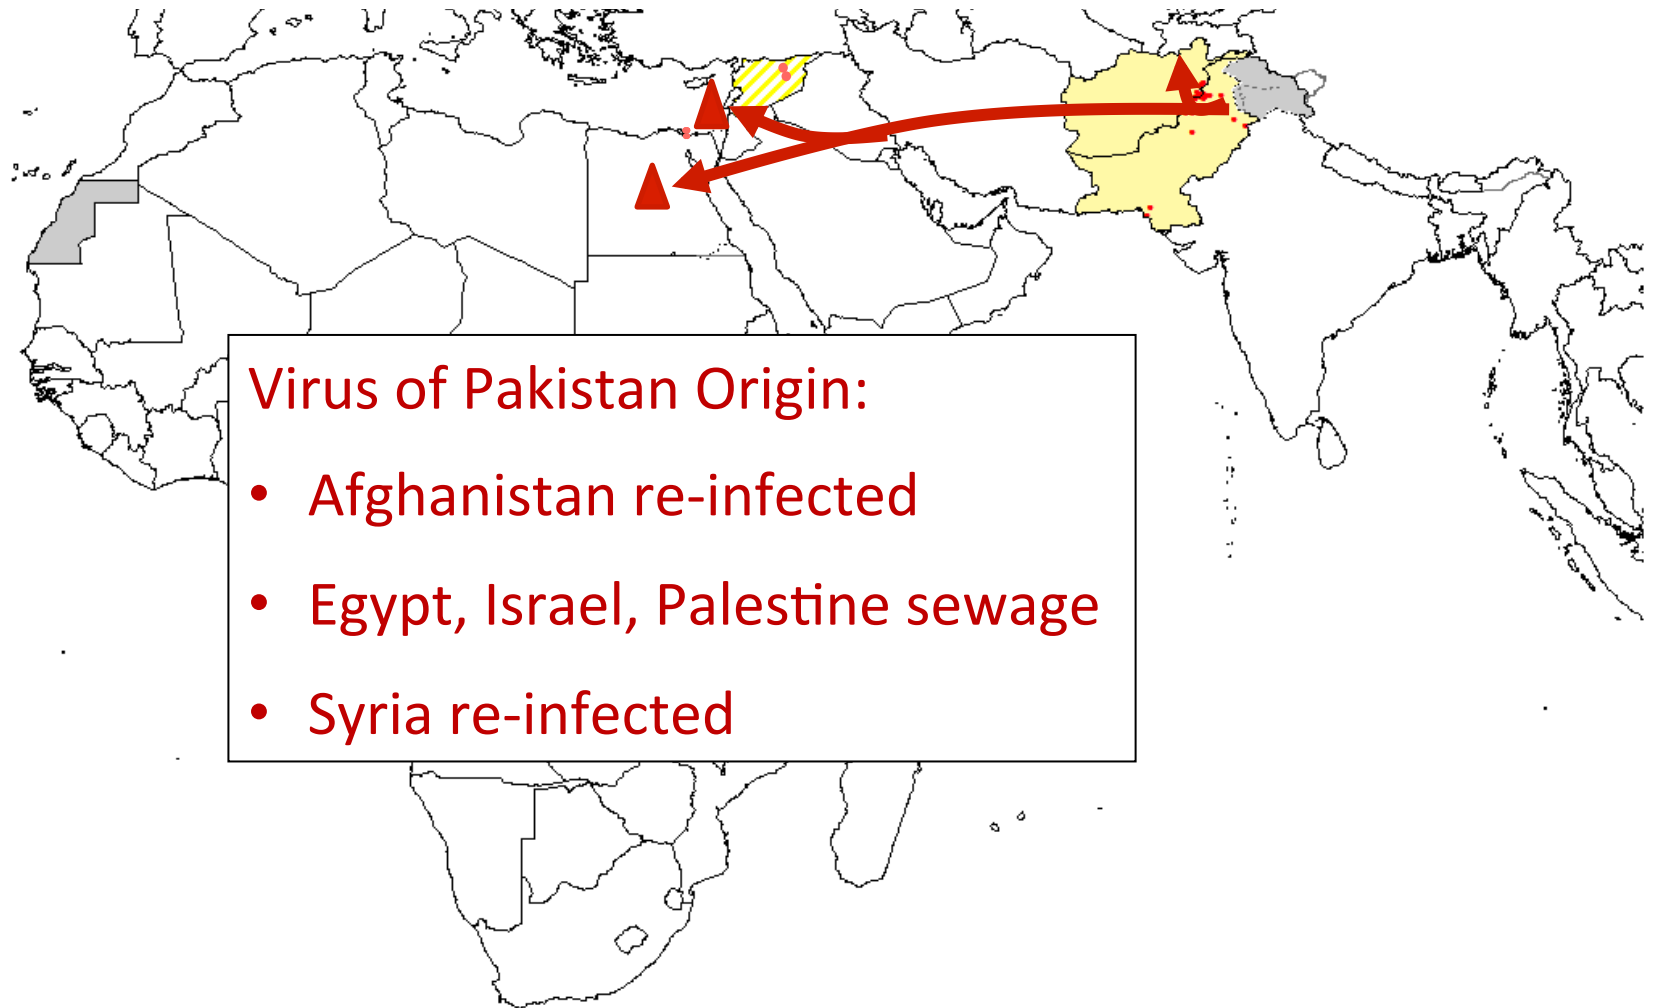 Virus of Pakistan Origin:
• Afghanistan re-infected
• Egypt, Israel, Palestine sewage
• Syria re-infected